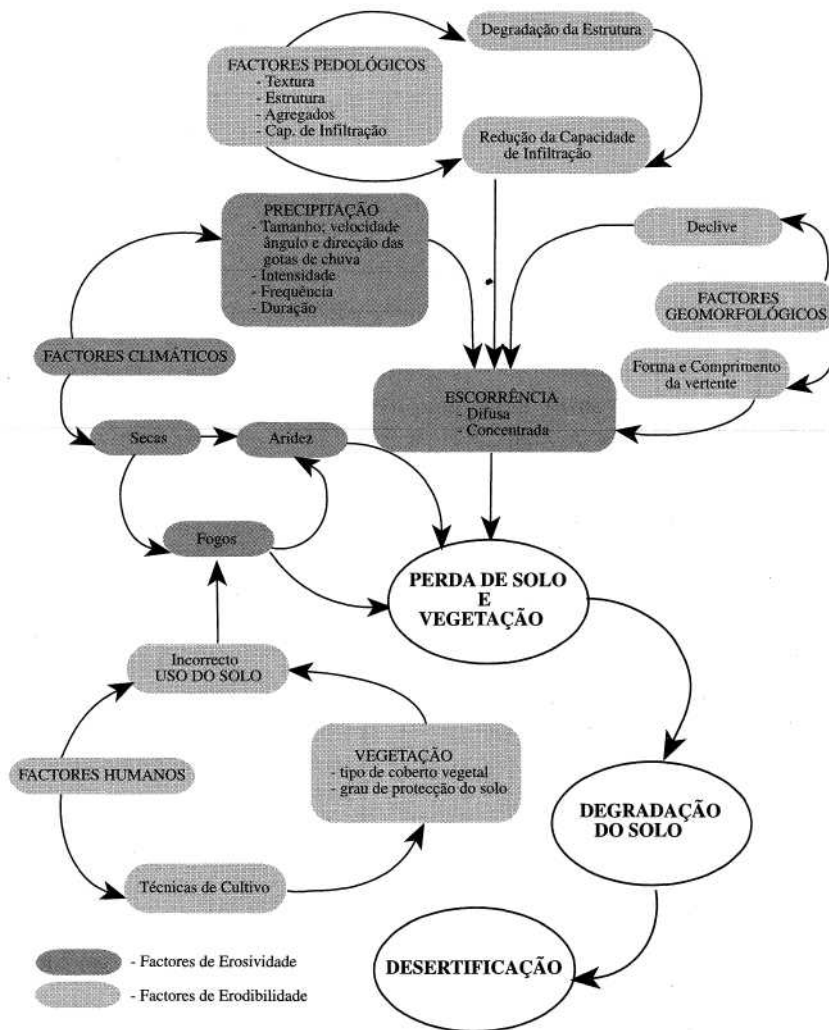 Degradação da Estrutura
FACTORES PEDOLÓGICOS
- Textura
- Estrutura
- Agregados
- Cap. de Infiltração
Redução da Capacidade
de Infiltração
PRECIPITAÇÃO
- Tamanho; velocidade
ângulo e direcção das
gotas de chuva
- Intensidade
- Frequência
- Duração
Declive
FACTORES
GEOMORFOLÓGICOS
FACTORES CLIMÁTICOS
Forma e Comprimento
da vertente
ESCORRÊNCIA
- Difusa
- Concentrada
Secas
Aridez
Fogos
PERDA DE SOLO
E
VEGETAÇÃO
Incorrecto
USO DO SOLO
FACTORES HUMANOS
VEGETAÇÃO
- tipo de coberto vegetal
- grau de protecção do solo
DEGRADAÇÃO
DO SOLO
Técnicas de Cultivo
DESERTIFICAÇÃO
- Factores de Erosividade
- Factores de Erodibilidade